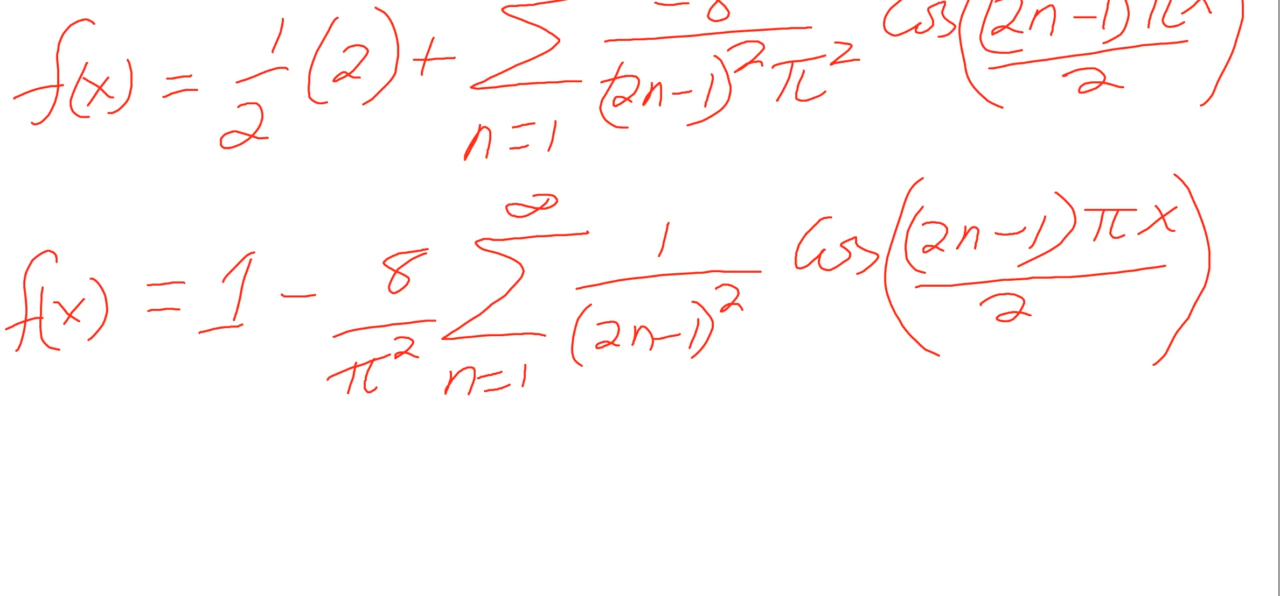 f(x) = 1/2 (2) + Σ n=1 -8/((2n-1)²π²) cos((2n-1)πx/2)
f(x) = 1 - 8/π² Σ n=1 ∞ 1/(2n-1)² cos((2n-1)πx/2)